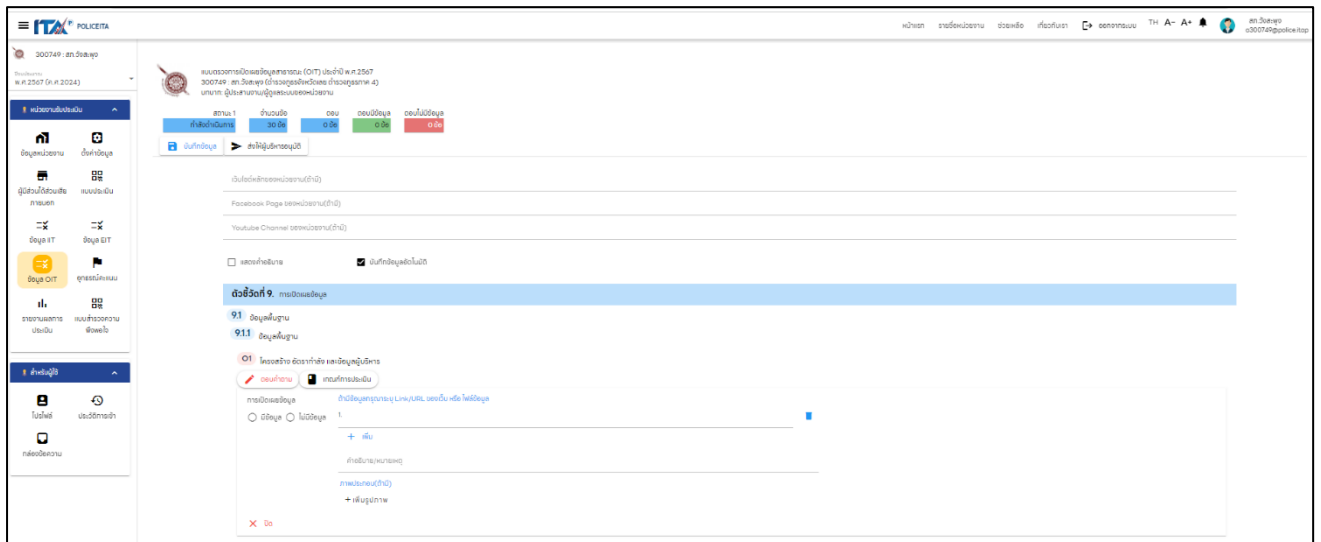 ITAP POLICEITA
หน้าแรก รายชื่อหน่วยงาน ช่วยเหลือ เกี่ยวกับเรา ออกจากระบบ TH A- A+ สภ.วังสะพุง
o300749@police.itap
300749 : สภ.วังสะพุง
ปีงบประมาณ
พ.ศ.2567 (ค.ศ.2024)
แบบตรวจการเปิดเผยข้อมูลสาธารณะ (OIT) ประจำปี พ.ศ.2567
300749 : สภ.วังสะพุง (ตำรวจภูธรจังหวัดเลย ตำรวจภูธรภาค 4)
บทบาท: ผู้ประสานงาน/ผู้ดูแลระบบของหน่วยงาน
สถานะ 1 จำนวนข้อ ตอบ ตอบมีข้อมูล ตอบไม่มีข้อมูล
กำลังดำเนินการ 30 ข้อ 0 ข้อ 0 ข้อ 0 ข้อ
บันทึกข้อมูล ส่งให้ผู้บริหารอนุมัติ
หน่วยงานรับประเมิน
ข้อมูลหน่วยงาน ตั้งค่าข้อมูล
ผู้มีส่วนได้ส่วนเสีย
ภายนอก
แบบประเมิน
ข้อมูล IIT ข้อมูล EIT
ข้อมูล OIT อุทธรณ์คะแนน
รายงานผลการ
ประเมิน
แบบสำรวจความ
พึงพอใจ
สำหรับผู้ใช้
โปรไฟล์ ประวัติการเข้า
กล่องข้อความ
เว็บไซต์หลักของหน่วยงาน(ถ้ามี)
Facebook Page ของหน่วยงาน(ถ้ามี)
Youtube Channel ของหน่วยงาน(ถ้ามี)
แสดงคำอธิบาย บันทึกข้อมูลอัตโนมัติ
ตัวชี้วัดที่ 9. การเปิดเผยข้อมูล
9.1 ข้อมูลพื้นฐาน
9.1.1 ข้อมูลพื้นฐาน
O1 โครงสร้าง อัตรากำลัง และข้อมูลผู้บริหาร
ตอบคำถาม เกณฑ์การประเมิน
การเปิดเผยข้อมูล ถ้ามีข้อมูลกรุณาระบุ Link/URL ของเว็บ หรือ ไฟล์ข้อมูล
มีข้อมูล ไม่มีข้อมูล 1.
+ เพิ่ม
คำอธิบาย/หมายเหตุ
ภาพประกอบ(ถ้ามี)
+เพิ่มรูปภาพ
ปิด